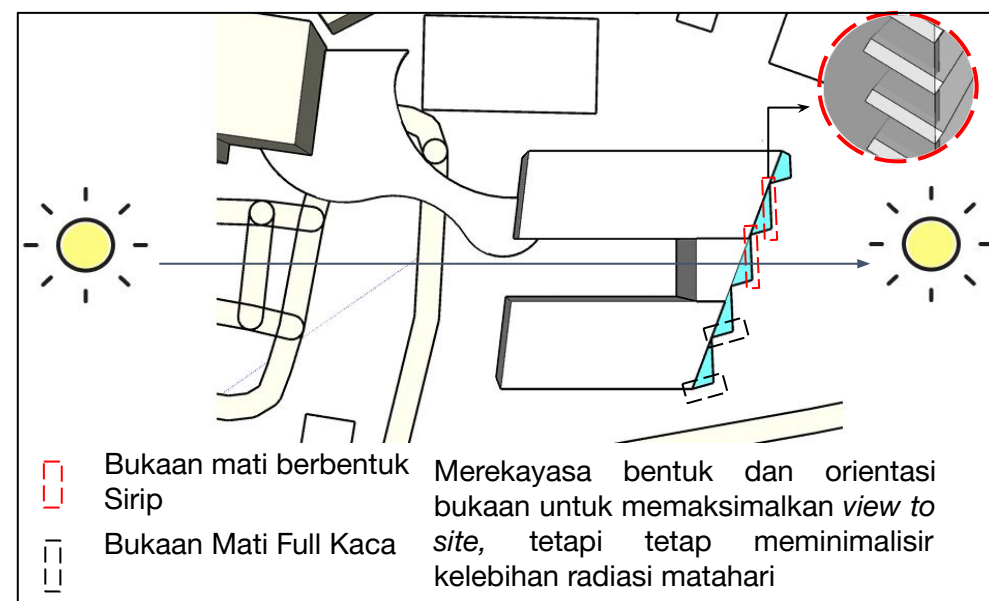 Bukaan mati berbentuk
Sirip
Bukaan Mati Full Kaca
Merekayasa bentuk dan orientasi
bukaan untuk memaksimalkan view to
site, tetapi tetap meminimalisir
kelebihan radiasi matahari